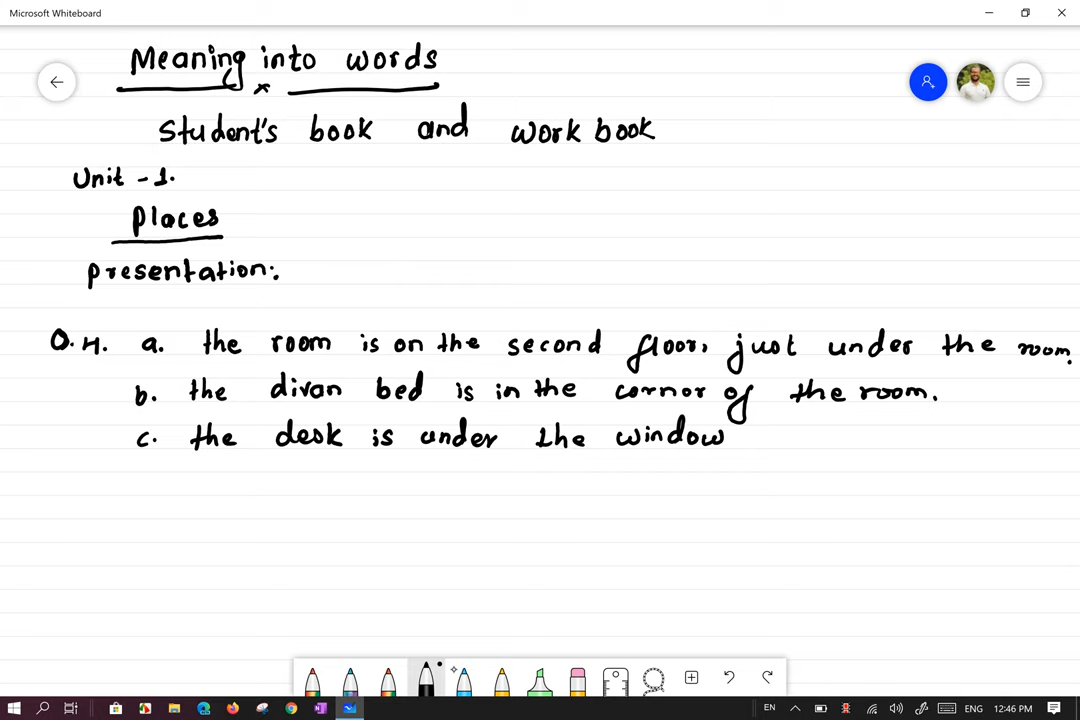 Microsoft Whiteboard
Meaning into words
Student's book and work book
Unit - 1.
places
presentation:
Q.4. a. the room is on the second floor, just under the room.
b. the divan bed is in the cornor of the room.
c. the desk is under the window
EN ENG 12:46 PM